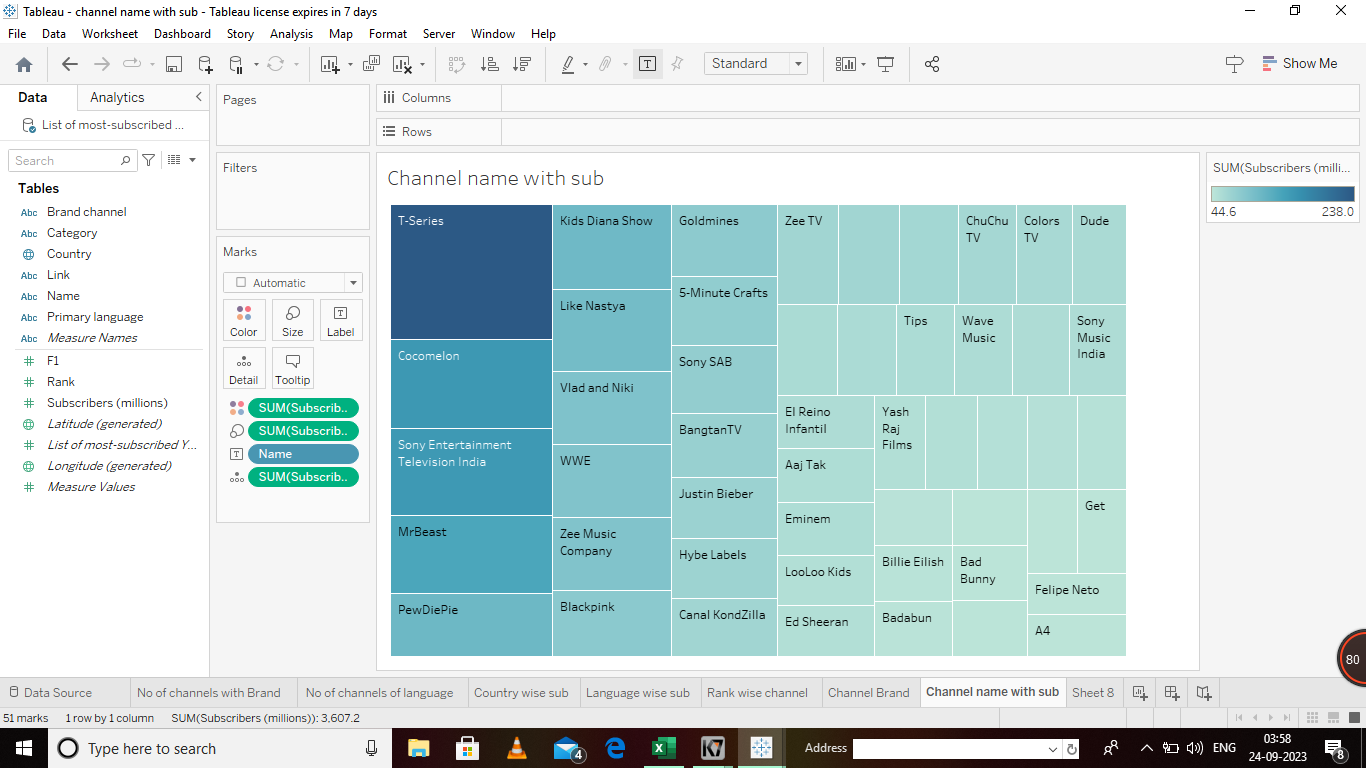 Tableau - channel name with sub - Tableau license expires in 7 days
File Data Worksheet Dashboard Story Analysis Map Format Server Window Help
Standard
Show Me
Data Analytics
List of most-subscribed ...
Search
Tables
Abc Brand channel
Abc Category
Country
Abc Link
Abc Name
Abc Primary language
Abc Measure Names
# F1
# Rank
# Subscribers (millions)
Latitude (generated)
# List of most-subscribed Y...
Longitude (generated)
# Measure Values
Pages
Filters
Marks
Automatic
Color Size Label
Detail Tooltip
SUM(Subscrib..
SUM(Subscrib..
Name
SUM(Subscrib..
Columns
Rows
Channel name with sub
T-Series
Cocomelon
Sony Entertainment
Television India
MrBeast
PewDiePie
Kids Diana Show
Like Nastya
Vlad and Niki
WWE
Zee Music
Company
Blackpink
Goldmines
5-Minute Crafts
Sony SAB
BangtanTV
Justin Bieber
Hybe Labels
Canal KondZilla
Zee TV
ChuChu
TV
Colors
TV
Dude
Tips
Wave
Music
Sony
Music
India
El Reino
Infantil
Aaj Tak
Eminem
LooLoo Kids
Ed Sheeran
Yash
Raj
Films
Get
Billie Eilish
Bad
Bunny
Badabun
Felipe Neto
A4
SUM(Subscribers (milli...
44.6 238.0
80
Data Source No of channels with Brand No of channels of language Country wise sub Language wise sub Rank wise channel Channel Brand Channel name with sub Sheet 8
51 marks 1 row by 1 column SUM(Subscribers (millions)): 3,607.2
Type here to search
4
Address
ENG
03:58
24-09-2023
8